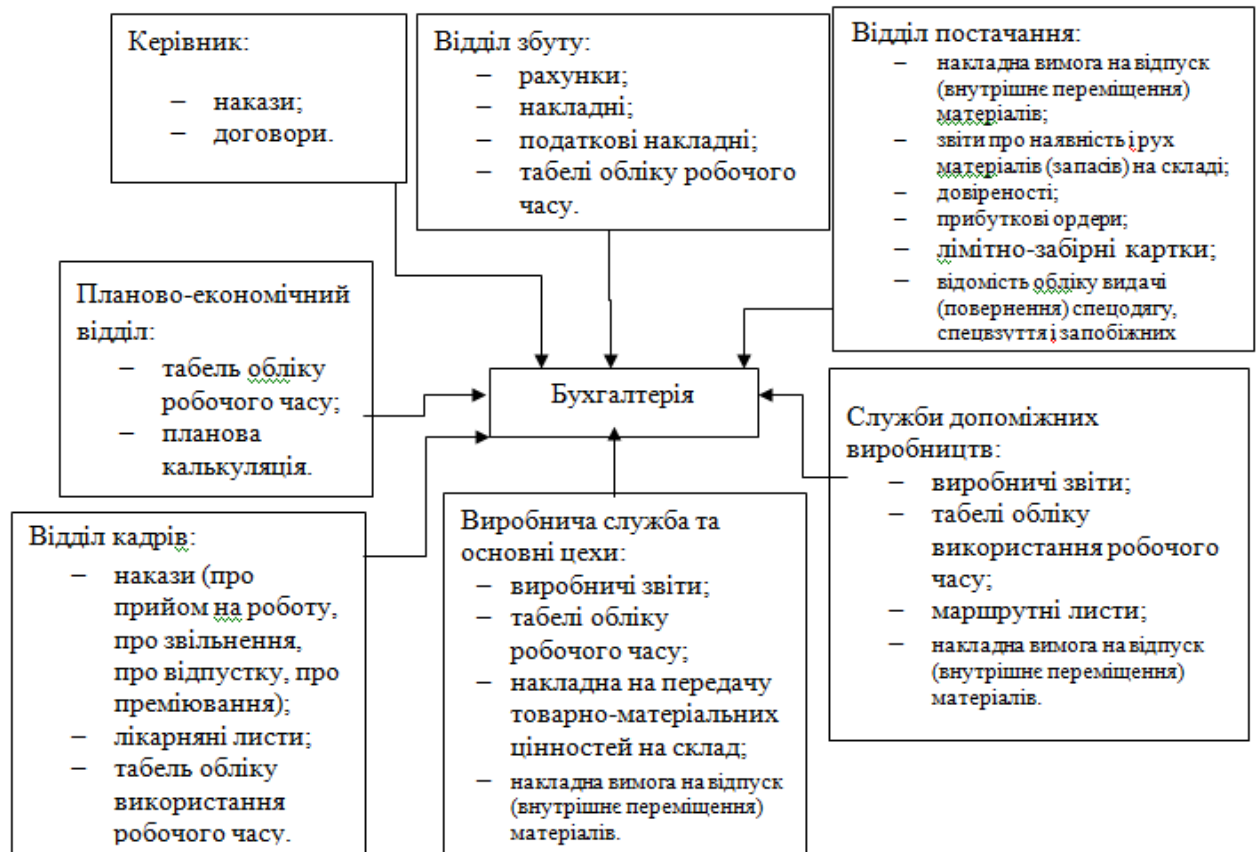 Керівник:
– накази;
– договори.
Відділ збуту:
– рахунки;
– накладні;
– податкові накладні;
– табелі обліку робочого
часу.
Відділ постачання:
– накладна вимога на відпуск
(внутрішнє переміщення)
матеріалів;
– звіти про наявність і рух
матеріалів (запасів) на складі;
– довіреності;
– прибуткові ордери;
– лімітно-забірні картки;
– відомість обліку видачі
(повернення) спецодягу,
спецвзуття і запобіжних
Планово-економічний
відділ:
– табель обліку
робочого часу;
– планова
калькуляція.
Бухгалтерія
Служби допоміжних
виробництв:
– виробничі звіти;
– табелі обліку
використання робочого
часу;
– маршрутні листи;
– накладна вимога на відпуск
(внутрішнє переміщення)
матеріалів.
Відділ кадрів:
– накази (про
прийом на роботу,
про звільнення,
про відпустку, про
преміювання);
– лікарняні листи;
– табель обліку
використання
робочого часу.
Виробнича служба та
основні цехи:
– виробничі звіти;
– табелі обліку
робочого часу;
– накладна на передачу
товарно-матеріальних
цінностей на склад;
– накладна вимога на відпуск
(внутрішнє переміщення)
матеріалів.